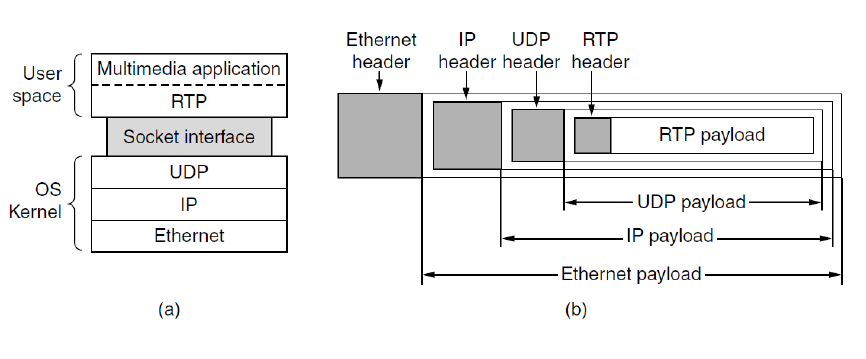 User
space
Multimedia application
RTP
Socket interface
OS
Kernel
UDP
IP
Ethernet
(a)
Ethernet
header
IP
header
UDP
header
RTP
header
RTP payload
UDP payload
IP payload
Ethernet payload
(b)